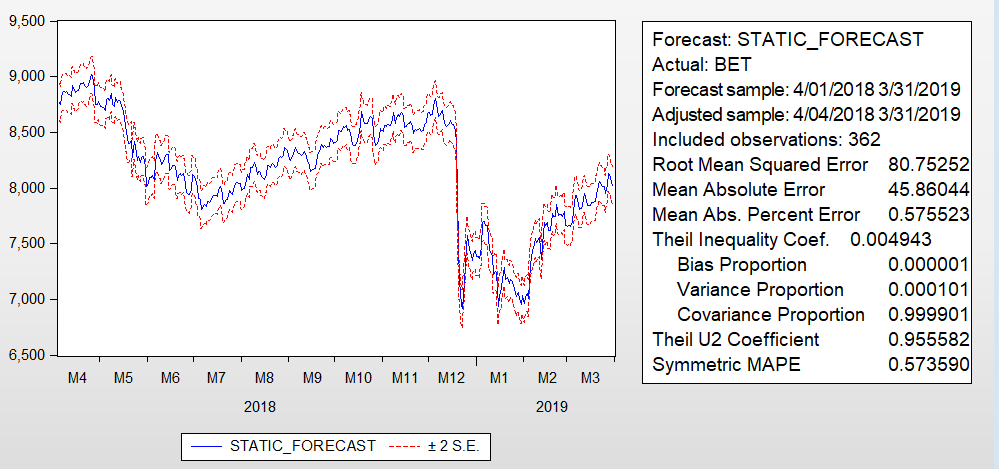 9,500
9,000
8,500
8,000
7,500
7,000
6,500
M4 M5 M6 M7 M8 M9 M10 M11 M12 M1 M2 M3
2018 2019
STATIC_FORECAST ± 2 S.E.
Forecast: STATIC_FORECAST
Actual: BET
Forecast sample: 4/01/2018 3/31/2019
Adjusted sample: 4/04/2018 3/31/2019
Included observations: 362
Root Mean Squared Error 80.75252
Mean Absolute Error 45.86044
Mean Abs. Percent Error 0.575523
Theil Inequality Coef. 0.004943
Bias Proportion 0.000001
Variance Proportion 0.000101
Covariance Proportion 0.999901
Theil U2 Coefficient 0.955582
Symmetric MAPE 0.573590